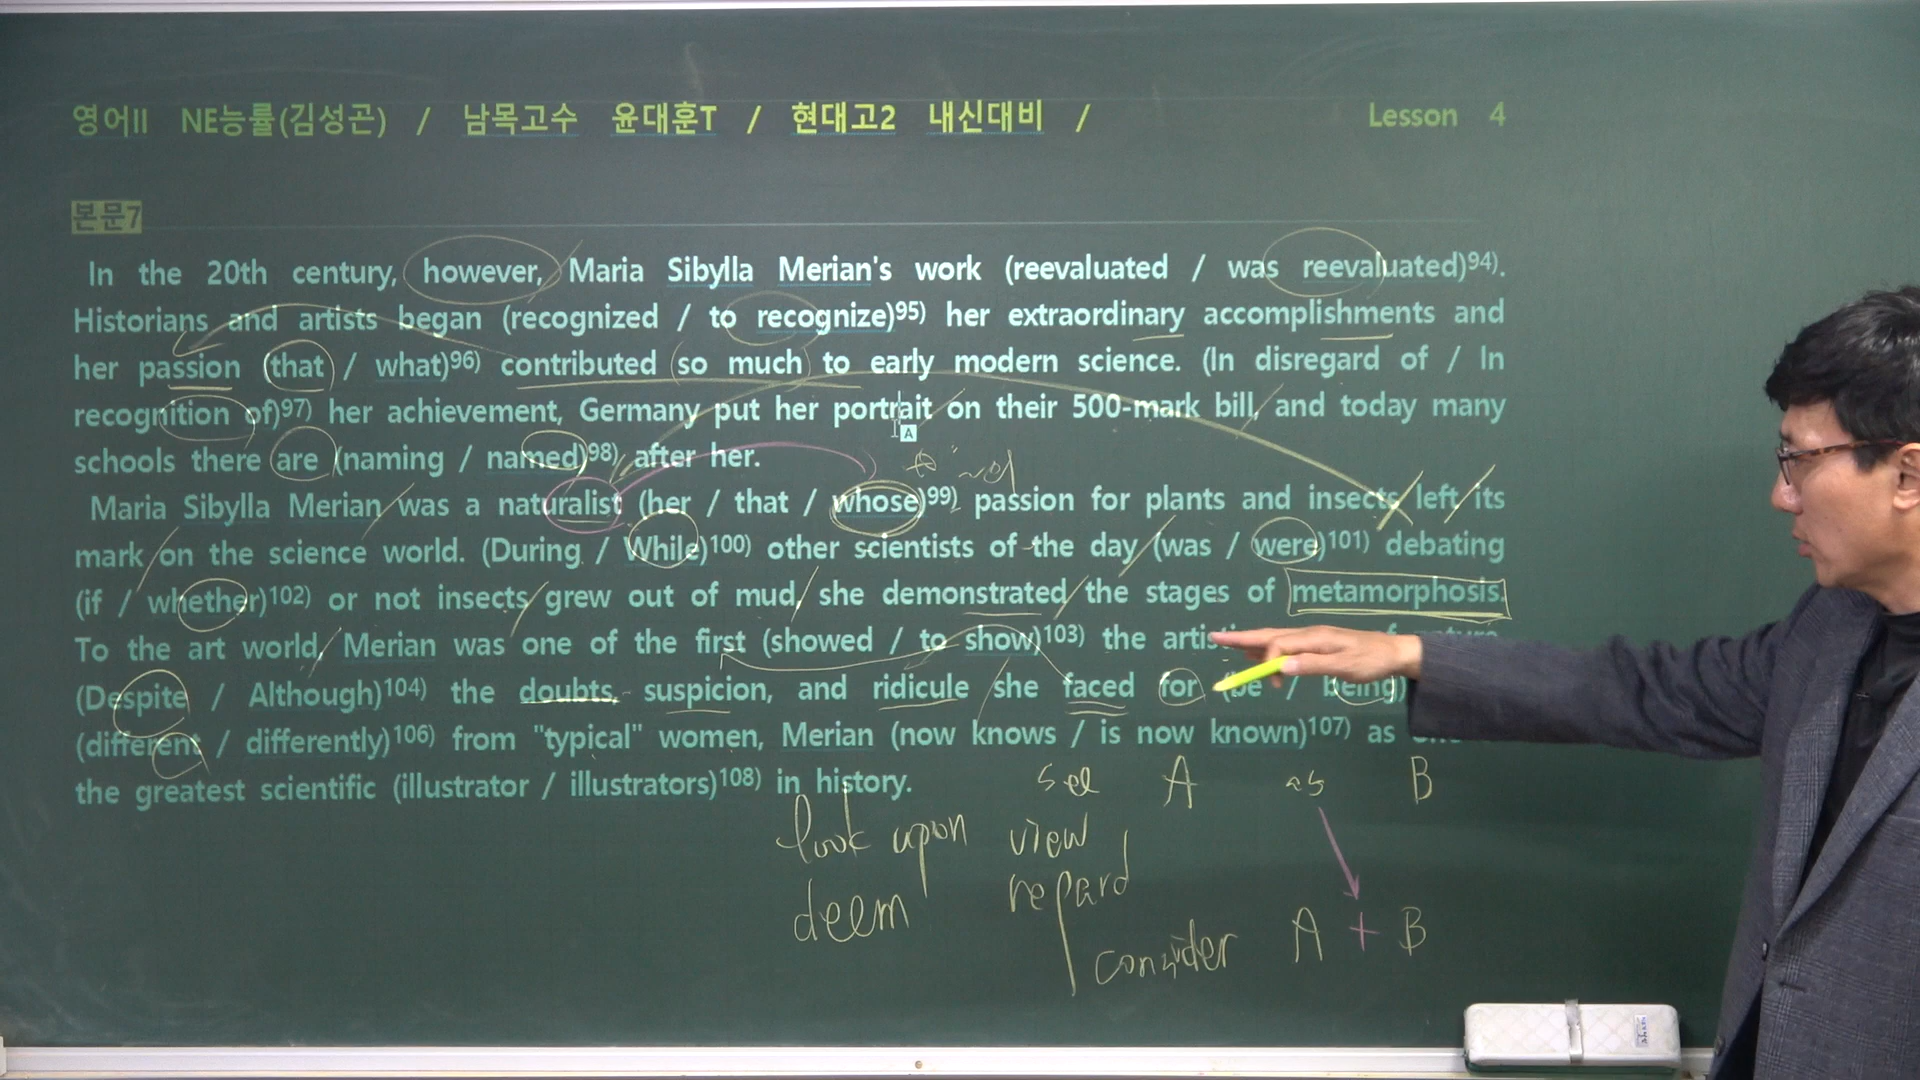 영어II NE능률(김성곤) / 남목고수 윤대훈T / 현대고2 내신대비 / Lesson 4
본문7
In the 20th century, however, Maria Sibylla Merian's work (reevaluated / was reevaluated)94).
Historians and artists began (recognized / to recognize)95) her extraordinary accomplishments and
her passion (that / what)96) contributed so much to early modern science. (In disregard of / In
recognition of)97) her achievement, Germany put her portrait on their 500-mark bill, and today many
A
schools there are (naming / named)98) after her.
Maria Sibylla Merian was a naturalist (her / that / whose)99) passion for plants and insects left its
mark on the science world. (During / While)100) other scientists of the day (was / were)101) debating
(if / whether)102) or not insects grew out of mud, she demonstrated the stages of metamorphosis.
To the art world, Merian was one of the first (showed / to show)103) the
(Despite / Although)104) the doubts, suspicion, and ridicule she faced for (be / being)
(different / differently)106) from "typical" women, Merian (now knows / is now known)107) as
the greatest scientific (illustrator / illustrators)108) in history.
see A as B
look upon view
deem regard
consider A + B